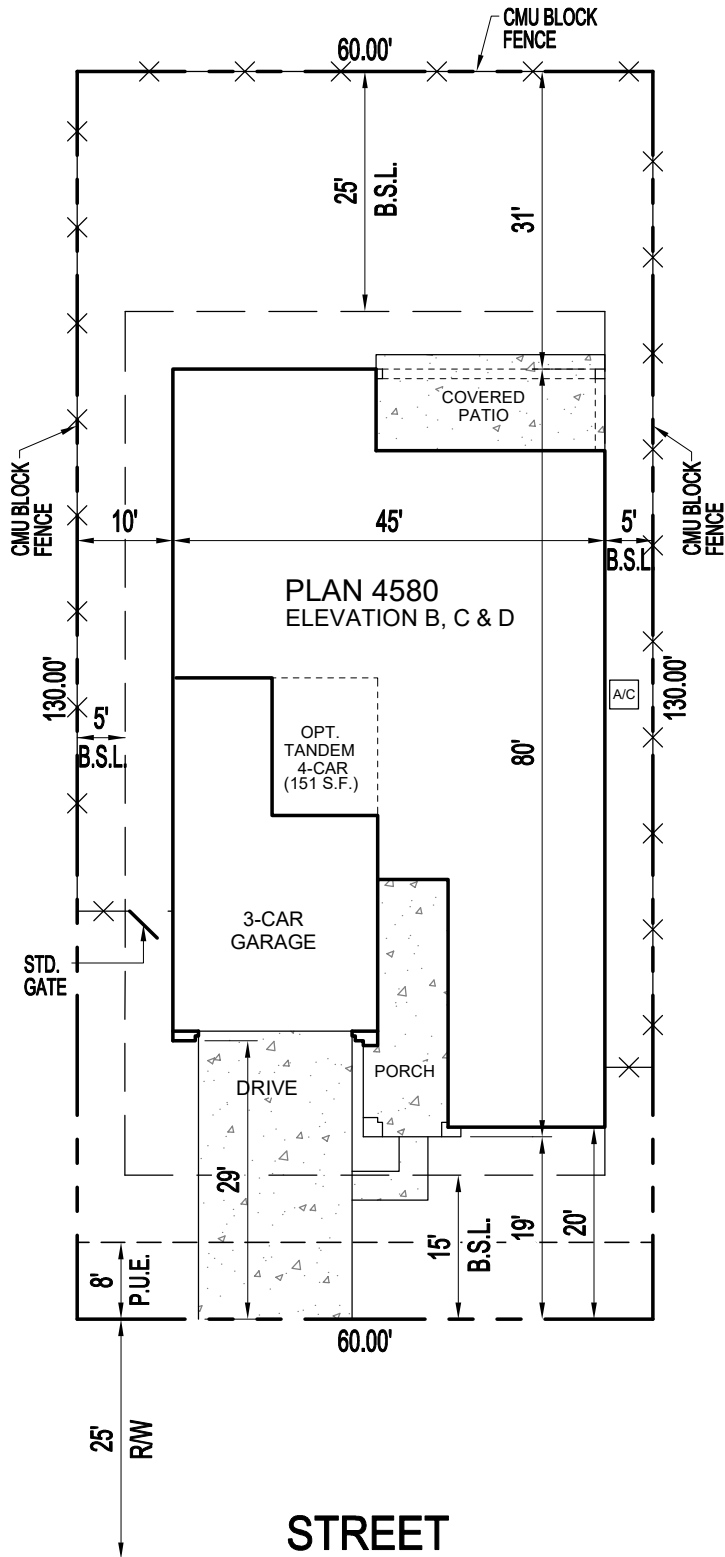 CMU BLOCK
FENCE
60.00'
25'
B.S.L.
31'
COVERED
PATIO
CMU BLOCK
FENCE
CMU BLOCK
FENCE
10'
45'
5'
B.S.L.
PLAN 4580
ELEVATION B, C & D
130.00'
130.00'
A/C
5'
B.S.L.
OPT.
TANDEM
4-CAR
(151 S.F.)
80'
3-CAR
GARAGE
STD.
GATE
PORCH
DRIVE
29'
15'
B.S.L.
19'
20'
8'
P.U.E.
60.00'
25'
R/W
STREET